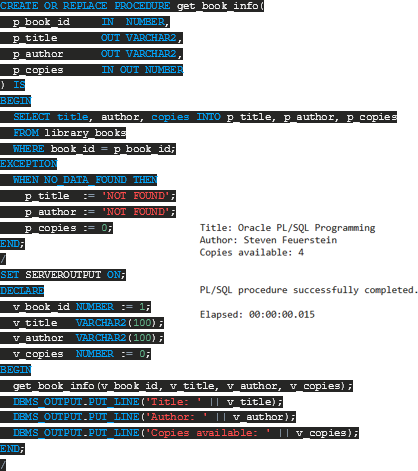 CREATE OR REPLACE PROCEDURE get_book_info(
  p_book_id     IN  NUMBER,
  p_title       OUT VARCHAR2,
  p_author      OUT VARCHAR2,
  p_copies      IN OUT NUMBER
) IS
BEGIN
  SELECT title, author, copies INTO p_title, p_author, p_copies
  FROM library_books
  WHERE book_id = p_book_id;
EXCEPTION
  WHEN NO_DATA_FOUND THEN
    p_title  := 'NOT FOUND';
    p_author := 'NOT FOUND';
    p_copies := 0;
END;
/
SET SERVEROUTPUT ON;
DECLARE
  v_book_id NUMBER := 1;
  v_title   VARCHAR2(100);
  v_author  VARCHAR2(100);
  v_copies  NUMBER := 0;
BEGIN
  get_book_info(v_book_id, v_title, v_author, v_copies);
  DBMS_OUTPUT.PUT_LINE('Title: ' || v_title);
  DBMS_OUTPUT.PUT_LINE('Author: ' || v_author);
  DBMS_OUTPUT.PUT_LINE('Copies available: ' || v_copies);
END;
/
Title: Oracle PL/SQL Programming
Author: Steven Feuerstein
Copies available: 4
PL/SQL procedure successfully completed.
Elapsed: 00:00:00.015